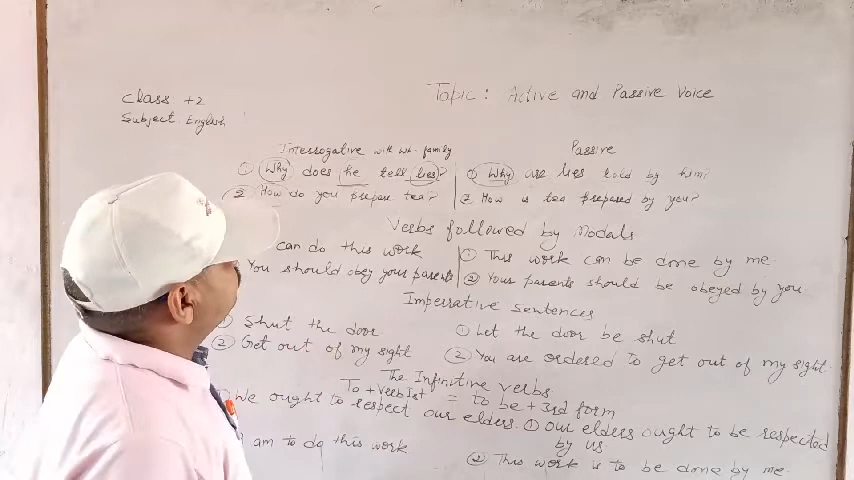 Class +2
Subject English
Topic: Active and Passive Voice
Interrogative with Wh-family
Passive
① Why does he tell lies?
① Why are lies told by him?
2 How do you prepare tea?
2 How is tea prepared by you?
Verbs followed by Modals
can do this work
① This work can be done by me.
You should obey your parents
② Your parents should be obeyed by you
Imperrative Sentences
① Shut the door
① Let the door be shut
② Get out of my sight
② You are ordered to get out of my sight.
The Infinitive verbs
To + Verb Ist = to be + 3rd form
We ought to respect our elders.
① Our elders ought to be respected
by us
am to do this work
② This work is to be done by me.